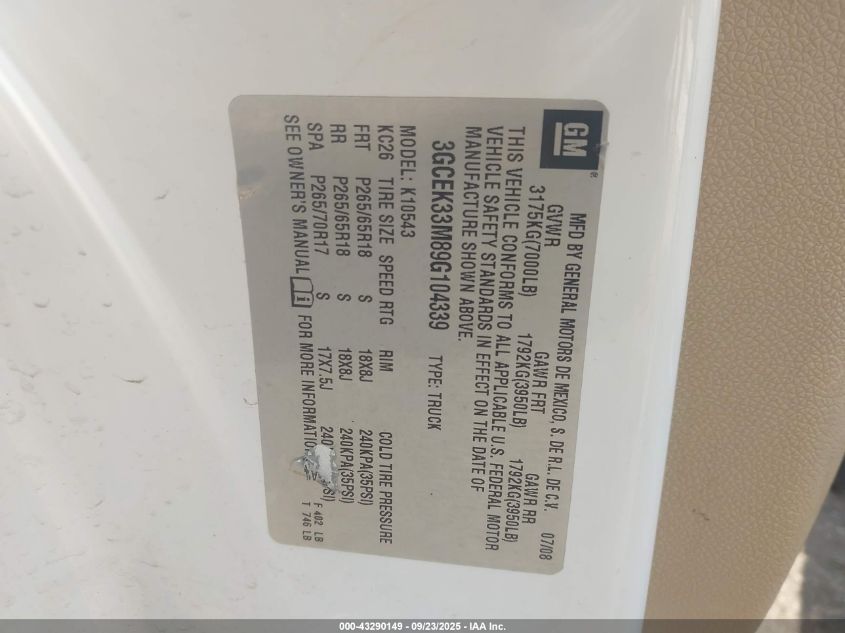 GM®
MFD BY GENERAL MOTORS DE MEXICO, S. DE R.L. DE C.V. 07/08
GVWR GAWR FRT GAWR RR
3175KG(7000LB) 1792KG(3950LB) 1792KG(3950LB)
THIS VEHICLE CONFORMS TO ALL APPLICABLE U.S. FEDERAL MOTOR
VEHICLE SAFETY STANDARDS IN EFFECT ON THE DATE OF
MANUFACTURE SHOWN ABOVE.
3GCEK33M89G104339 TYPE: TRUCK
MODEL: K10543
KC26 TIRE SIZE SPEED RTG RIM COLD TIRE PRESSURE
FRT P265/65R18 S 18X8J 240KPA(35PSI)
RR P265/65R18 S 18X8J 240KPA(35PSI)
SPA P265/70R17 S 17X7.5J
SEE OWNER'S MANUAL FOR MORE INFORMATION
F 402 LB
T 746 LB
000-43290149 - 09/23/2025 - IAA Inc.